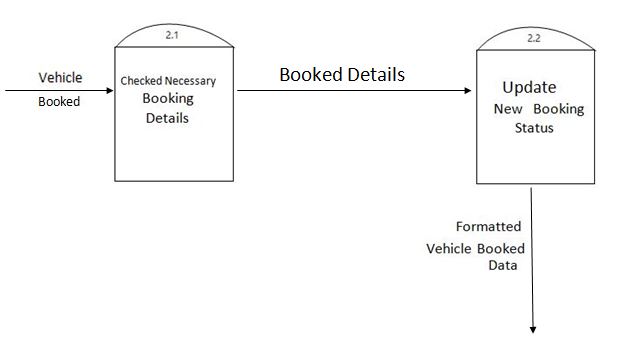 2.1
2.2
Vehicle
Booked
Checked Necessary
Booking
Details
Booked Details
Update
New Booking
Status
Formatted
Vehicle Booked
Data